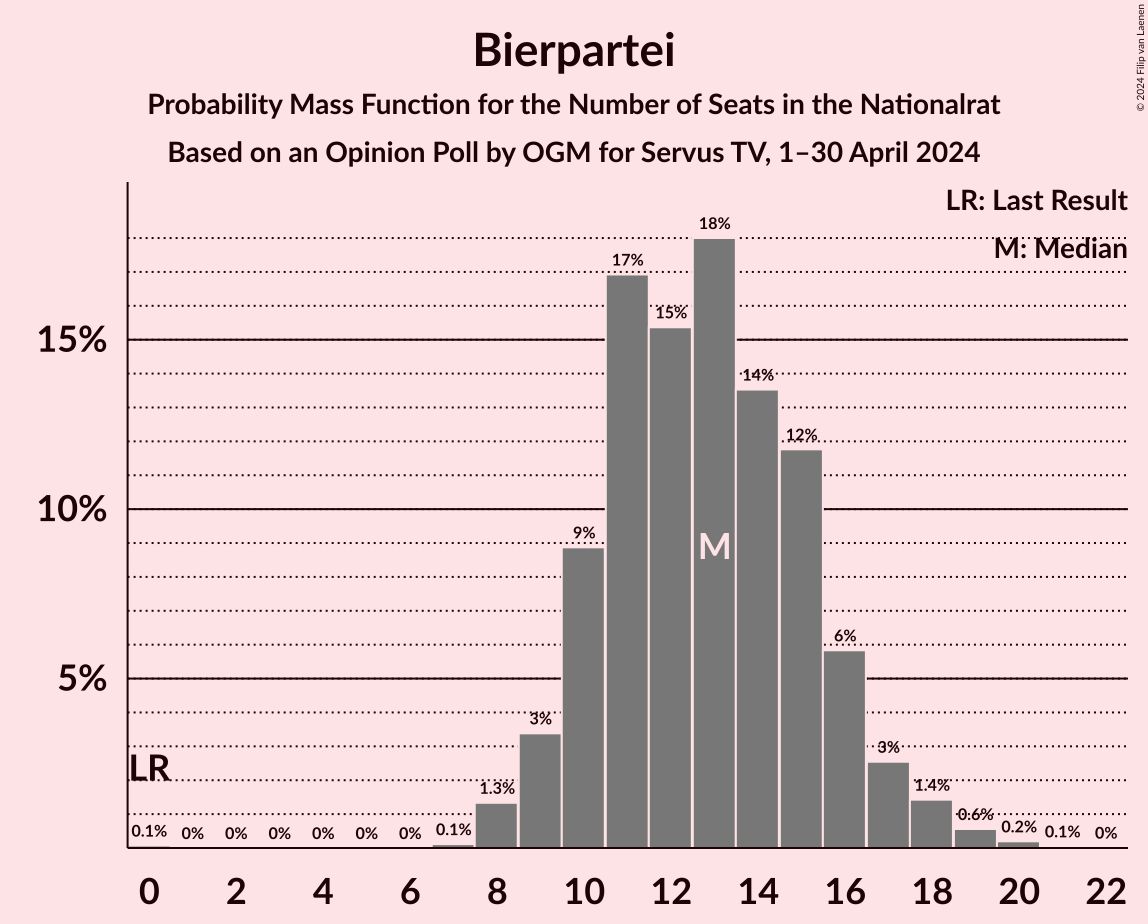 Bierpartei
Probability Mass Function for the Number of Seats in the Nationalrat
Based on an Opinion Poll by OGM for Servus TV, 1–30 April 2024
© 2024 Filip van Laenen
LR: Last Result
M: Median
15%
10%
5%
LR
M
0.1% 0% 0% 0% 0% 0% 0% 0.1% 1.3% 3% 9% 17% 15% 18% 14% 12% 6% 3% 1.4% 0.6% 0.2% 0.1% 0%
0 2 4 6 8 10 12 14 16 18 20 22